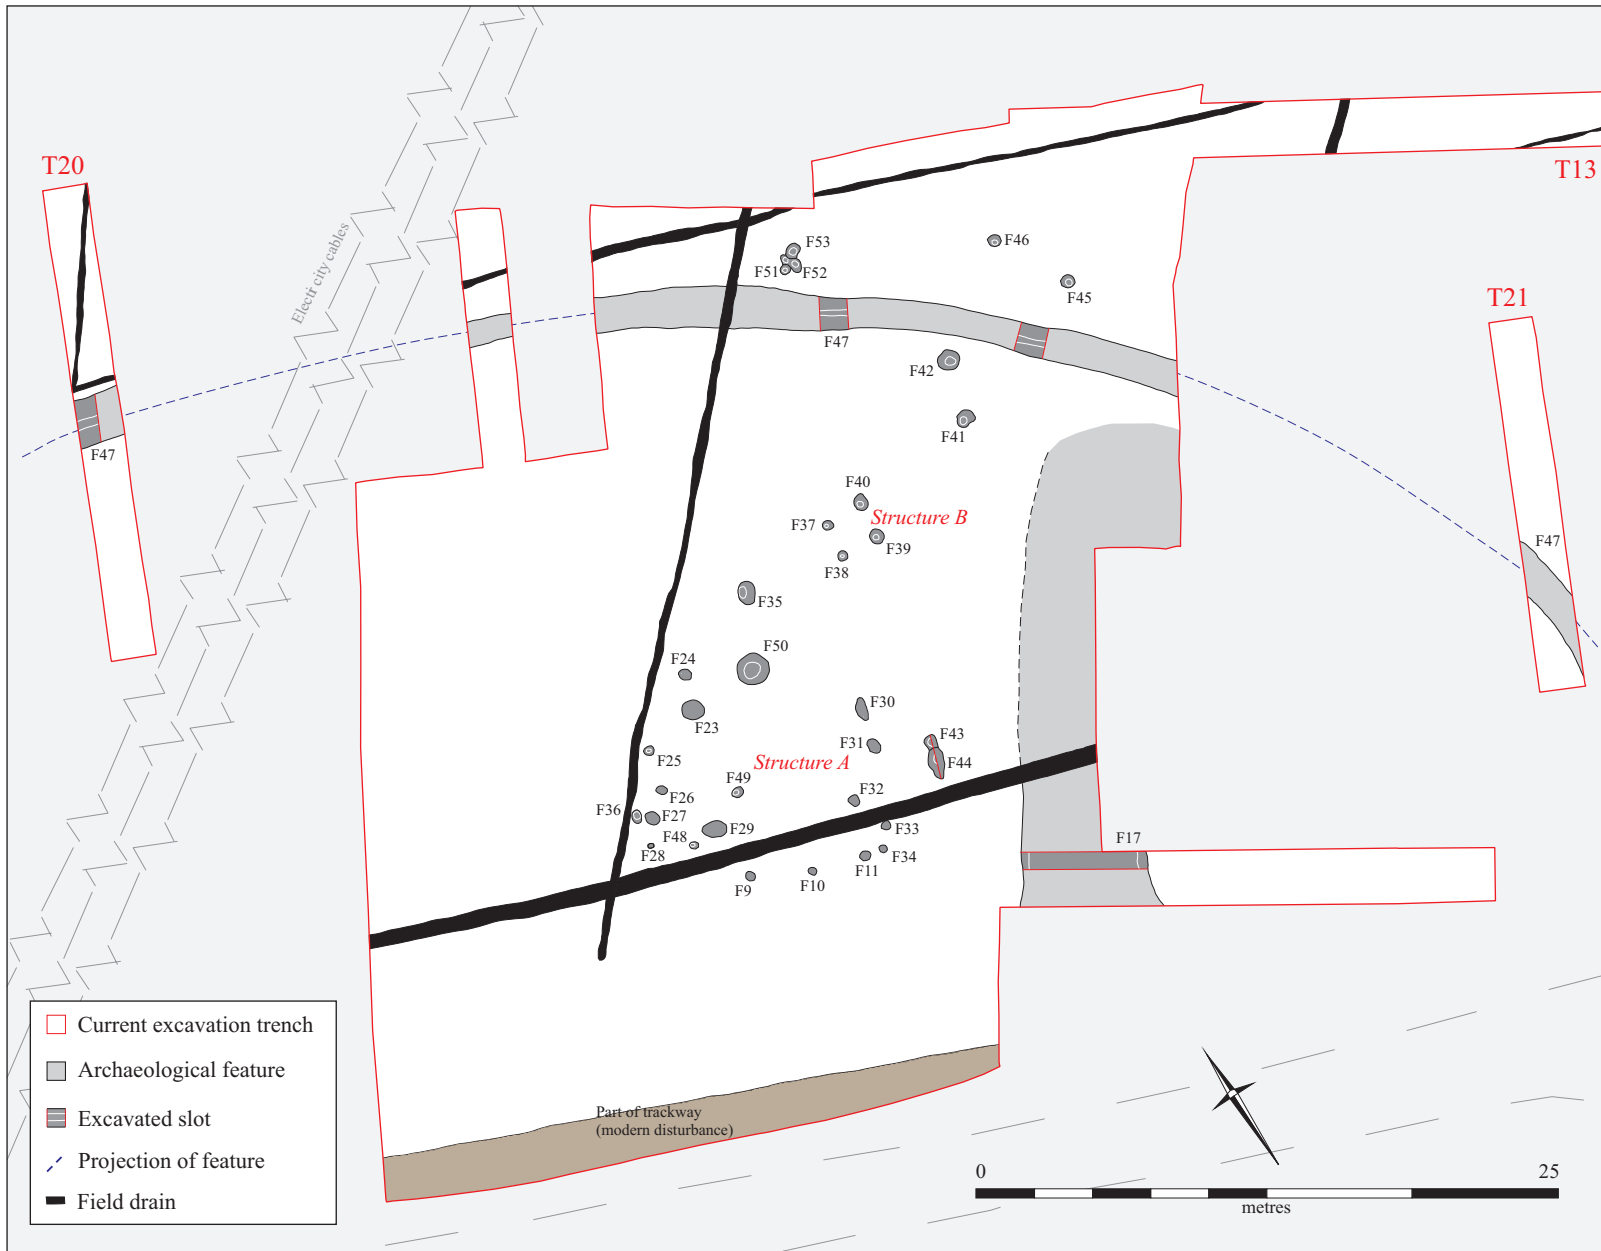 T20
T13
T21
Electri city cables
F53
F51
F52
F46
F45
F47
F42
F41
F47
F47
F40
F37
Structure B
F39
F38
F35
F50
F24
F23
F30
F31
F43
F44
F25
Structure A
F49
F26
F32
F36
F27
F29
F33
F48
F28
F34
F11
F17
F9
F10
Current excavation trench
Archaeological feature
Excavated slot
Projection of feature
Field drain
Part of trackway
(modern disturbance)
0
25
metres